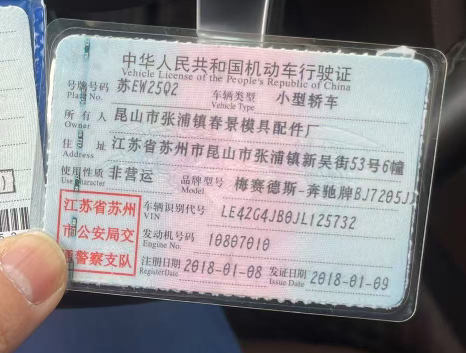 中华人民共和国机动车行驶证
Vehicle License of the People's Republic of China
号牌号码 苏EW25Q2 车辆类型 小型轿车
Plate No. Vehicle Type
所有人 昆山市张浦镇春景模具配件厂
Owner
住址 江苏省苏州市昆山市张浦镇新吴街53号6幢
Address
使用性质 非营运 品牌型号 梅赛德斯-奔驰牌BJ7205J
Use Character Model
江苏省苏州 车辆识别代号 LE42G4JB0JL125732
VIN
市公安局交 发动机号码 10807010
Engine No.
警察支队 注册日期 2018-01-08 发证日期 2018-01-09
RegisterDate Issue Date